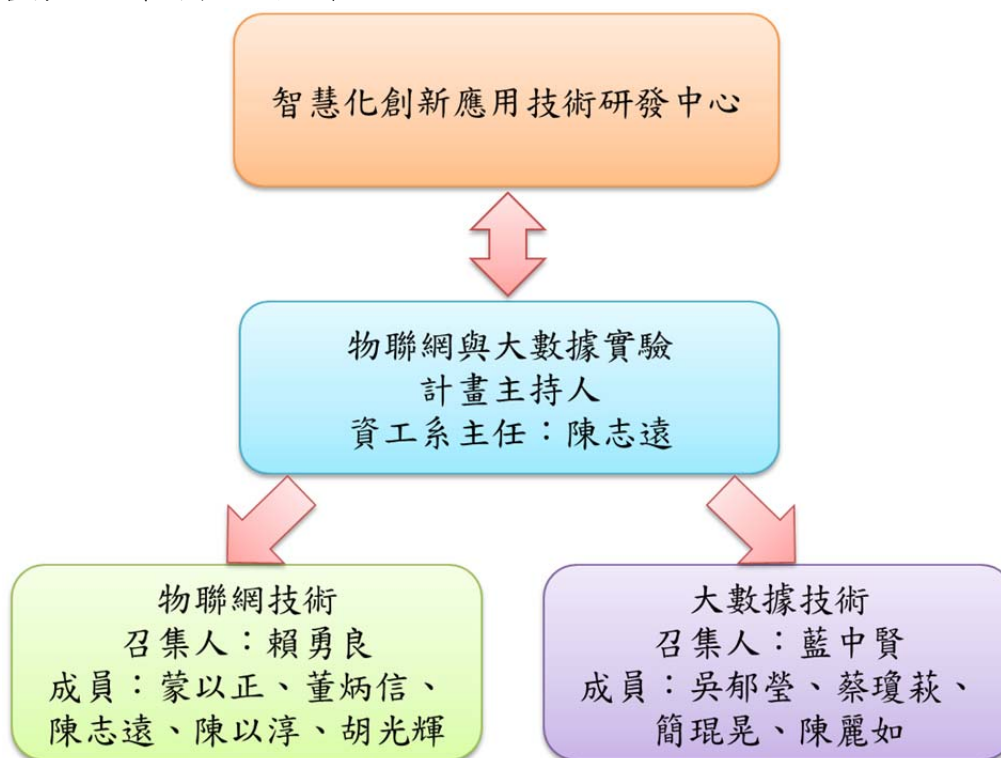 智慧化創新應用技術研發中心
物聯網與大數據實驗
計畫主持人
資工系主任：陳志遠
物聯網技術
召集人：賴勇良
成員：蒙以正、董炳信、
陳志遠、陳以淳、胡光輝
大數據技術
召集人：藍中賢
成員：吳郁瑩、蔡瓊萩、
簡琨晃、陳麗如